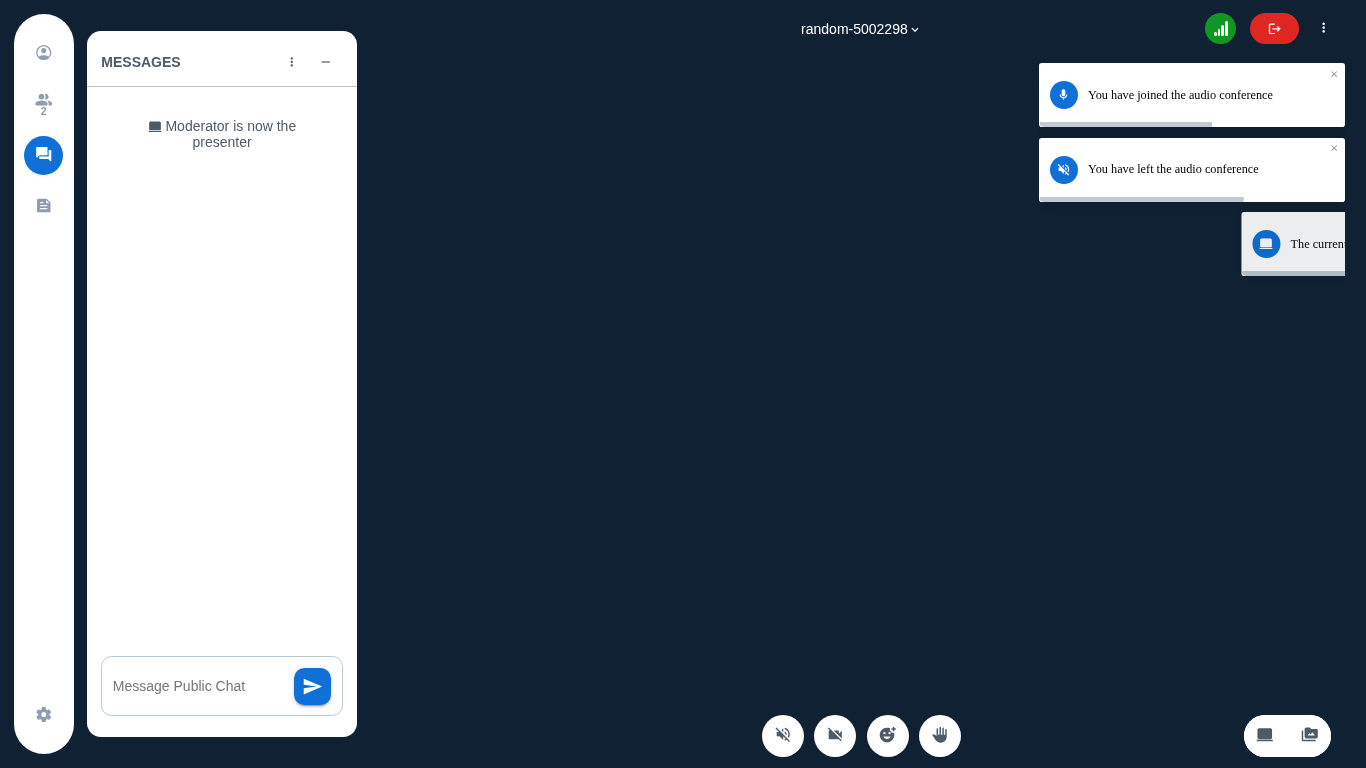 random-5002298
MESSAGES
2
Moderator is now the
presenter
You have joined the audio conference
You have left the audio conference
The current
Message Public Chat